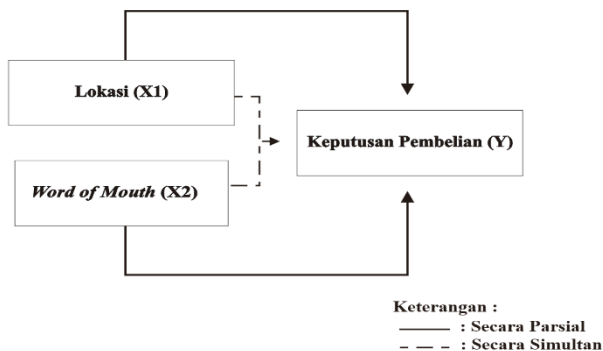 Lokasi (X1)
Keputusan Pembelian (Y)
Word of Mouth (X2)
Keterangan :
: Secara Parsial
: Secara Simultan